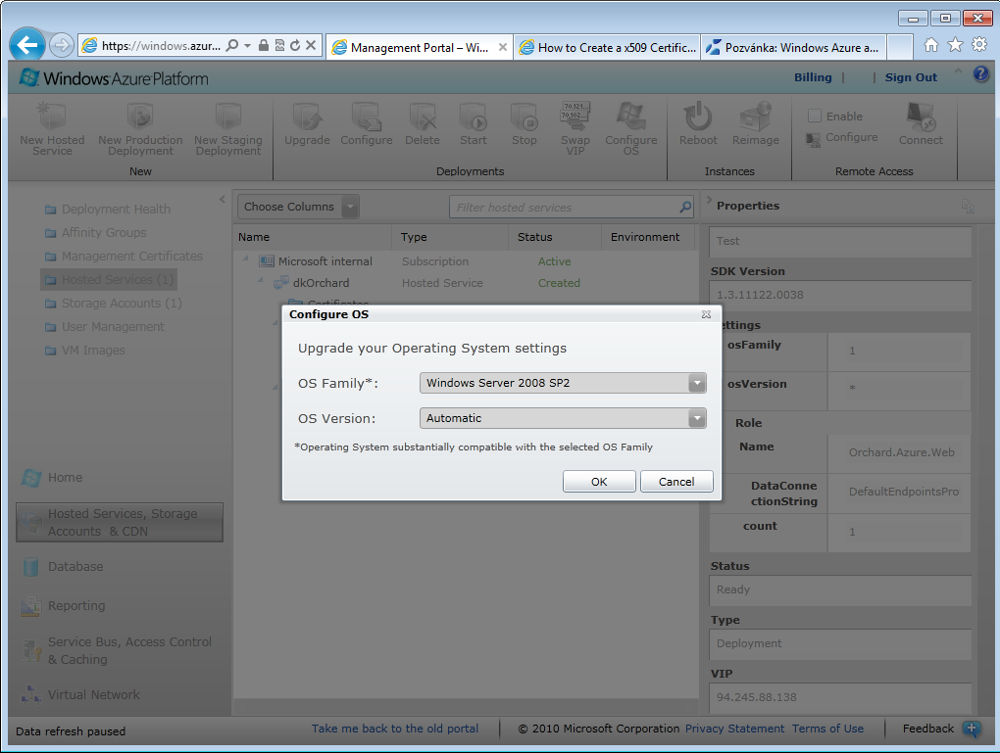 https://windows.azur...
Management Portal – Wi...
How to Create a x509 Certific...
Pozvánka: Windows Azure a...
Windows Azure Platform
Billing
Sign Out
New Hosted Service
New Production Deployment
New Staging Deployment
New
Upgrade
Configure
Delete
Start
Stop
Swap VIP
Configure OS
Deployments
Reboot
Reimage
Instances
Enable
Configure
Connect
Remote Access
Deployment Health
Affinity Groups
Management Certificates
Hosted Services (1)
Storage Accounts (1)
User Management
VM Images
Home
Hosted Services, Storage
Accounts & CDN
Database
Reporting
Service Bus, Access Control
& Caching
Virtual Network
Choose Columns
Filter hosted services
Name Type Status Environment
Microsoft internal Subscription Active
dkOrchard Hosted Service Created
Certificates
Configure OS
Upgrade your Operating System settings
OS Family*: Windows Server 2008 SP2
OS Version: Automatic
*Operating System substantially compatible with the selected OS Family
OK Cancel
Properties
Test
SDK Version
1.3.11122.0038
ettings
osFamily 1
osVersion *
Role
Name Orchard.Azure.Web
DataConne
ctionString
DefaultEndpointsPro
count 1
Status
Ready
Type
Deployment
VIP
94.245.88.138
Data refresh paused
Take me back to the old portal
© 2010 Microsoft Corporation Privacy Statement Terms of Use
Feedback